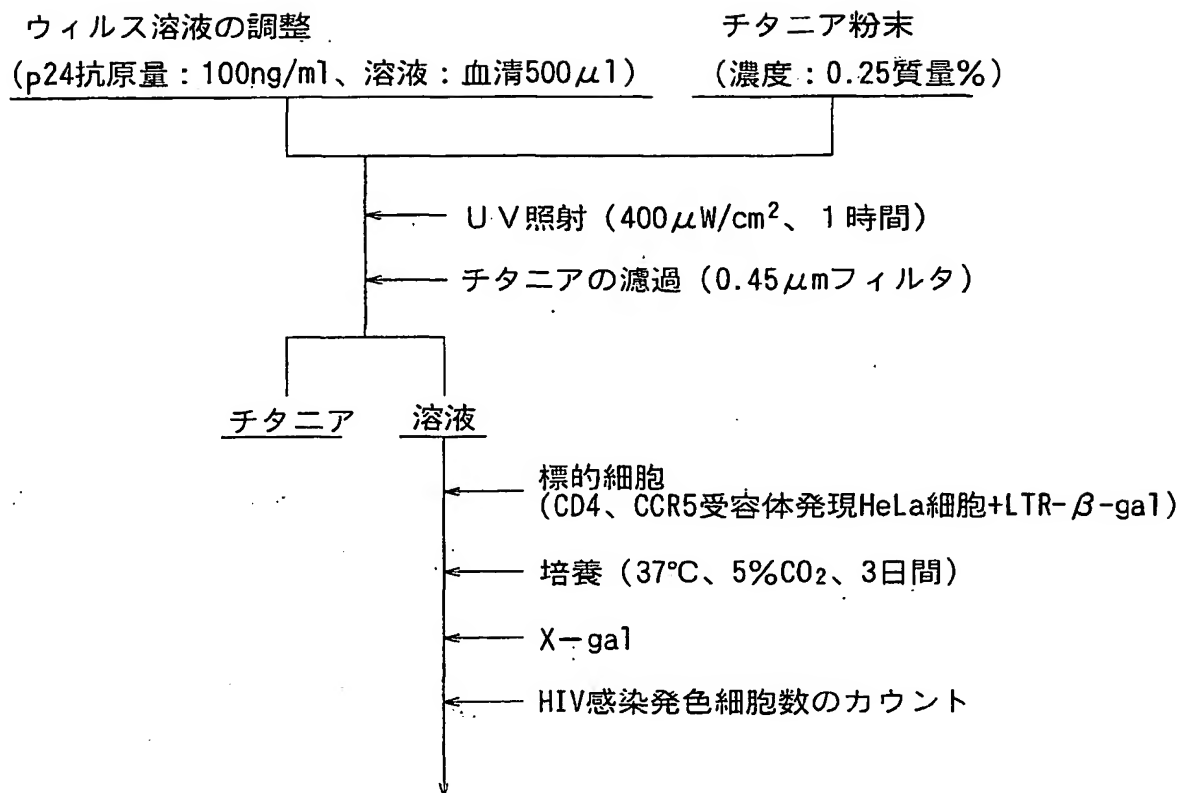 ウィルス溶液の調整
(p24抗原量：100ng/ml、溶液：血清500μl)
チタニア粉末
(濃度：0.25質量%)
UV照射 (400μW/cm²、1時間)
チタニアの濾過 (0.45μmフィルタ)
チタニア
溶液
標的細胞
(CD4、CCR5受容体発現HeLa細胞+LTR-β-gal)
培養 (37℃、5%CO₂、3日間)
X-gal
HIV感染発色細胞数のカウント